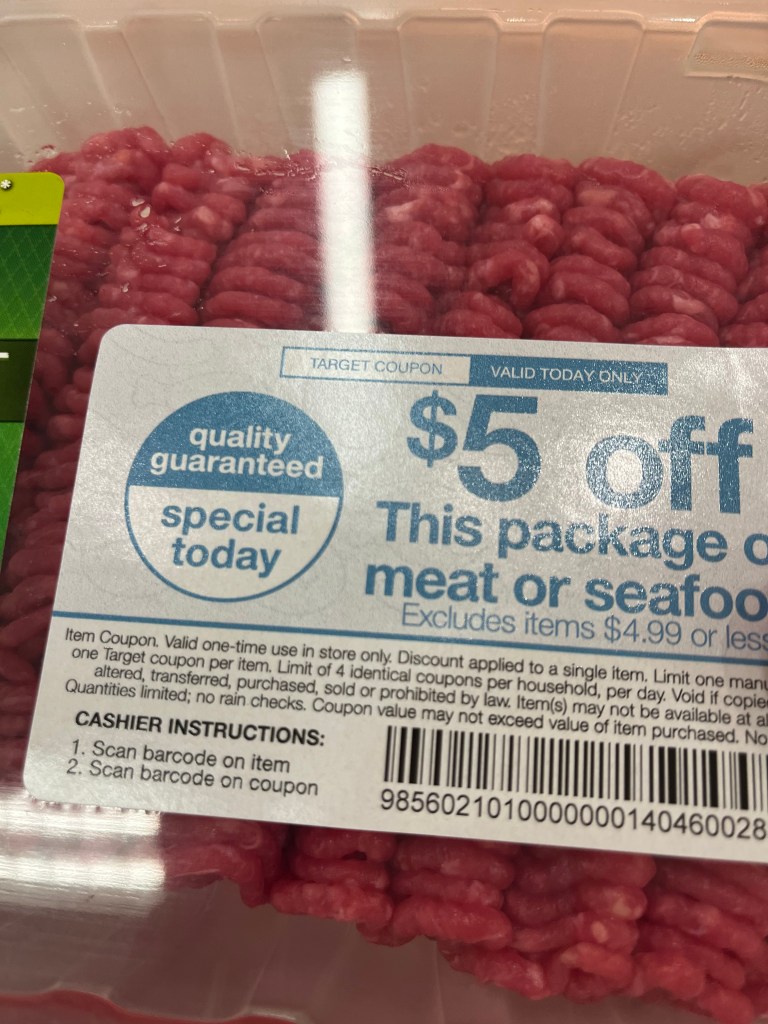 *
TARGET COUPON VALID TODAY ONLY
quality
guaranteed
special
today
$5 off
This package o
meat or seafoo
Excludes items $4.99 or less
Item Coupon. Valid one-time use in store only. Discount applied to a single item. Limit one manu
one Target coupon per item. Limit of 4 identical coupons per household, per day. Void if copie
altered, transferred, purchased, sold or prohibited by law. Item(s) may not be available at al
Quantities limited; no rain checks. Coupon value may not exceed value of item purchased. No
CASHIER INSTRUCTIONS:
1. Scan barcode on item
2. Scan barcode on coupon
9856021010000000140460028